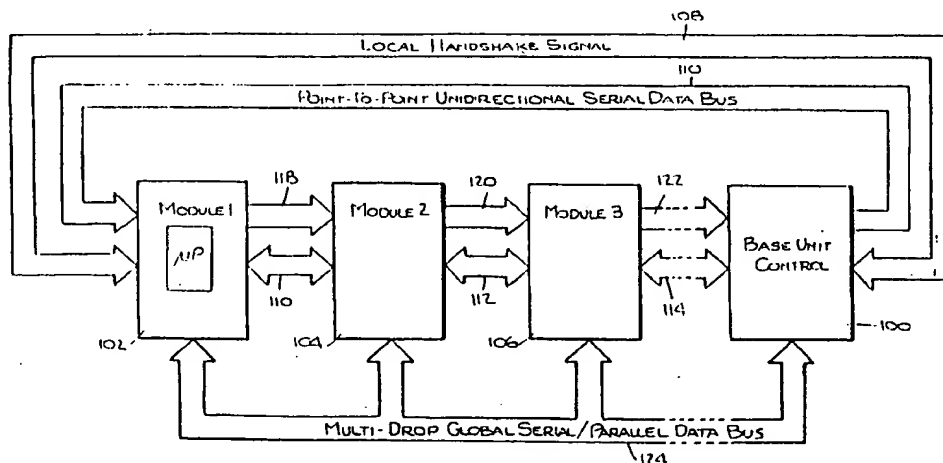 108
LOCAL HANDSHAKE SIGNAL
110
POINT-TO-POINT UNIDIRECTIONAL SERIAL DATA BUS
MODULE 1
118
MODULE 2
120
MODULE 3
122
BASE UNIT
CONTROL
μP
110
112
114
102
104
106
100
MULTI-DROP GLOBAL SERIAL/PARALLEL DATA BUS
124